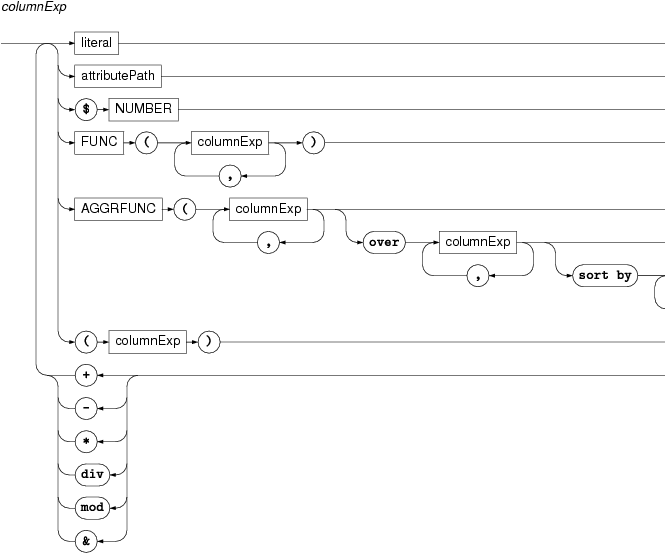 columnExp
literal
attributePath
$ NUMBER
FUNC ( columnExp )
,
AGGRFUNC ( columnExp
, over columnExp
, sort by
( columnExp )
+
-
*
div
mod
&